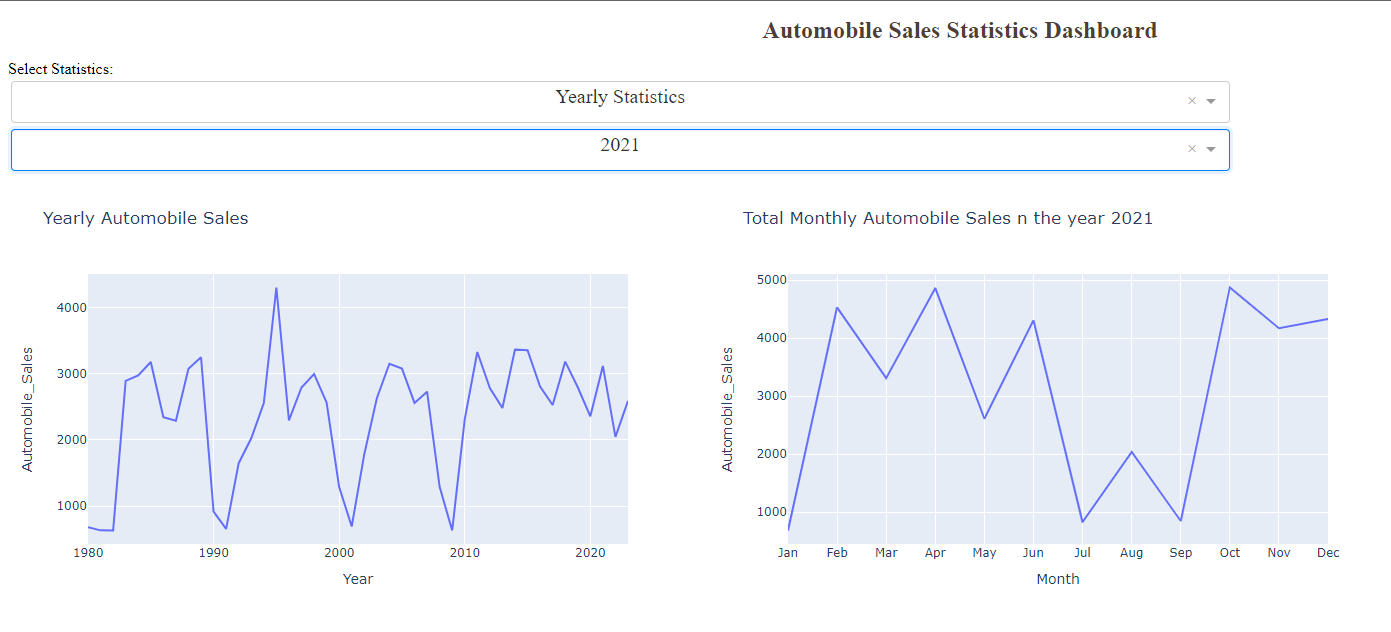 Automobile Sales Statistics Dashboard
Select Statistics:
Yearly Statistics
×
2021
×
Yearly Automobile Sales
Automobile_Sales
4000
3000
2000
1000
1980 1990 2000 2010 2020
Year
Total Monthly Automobile Sales n the year 2021
Automobile_Sales
5000
4000
3000
2000
1000
Jan Feb Mar Apr May Jun Jul Aug Sep Oct Nov Dec
Month